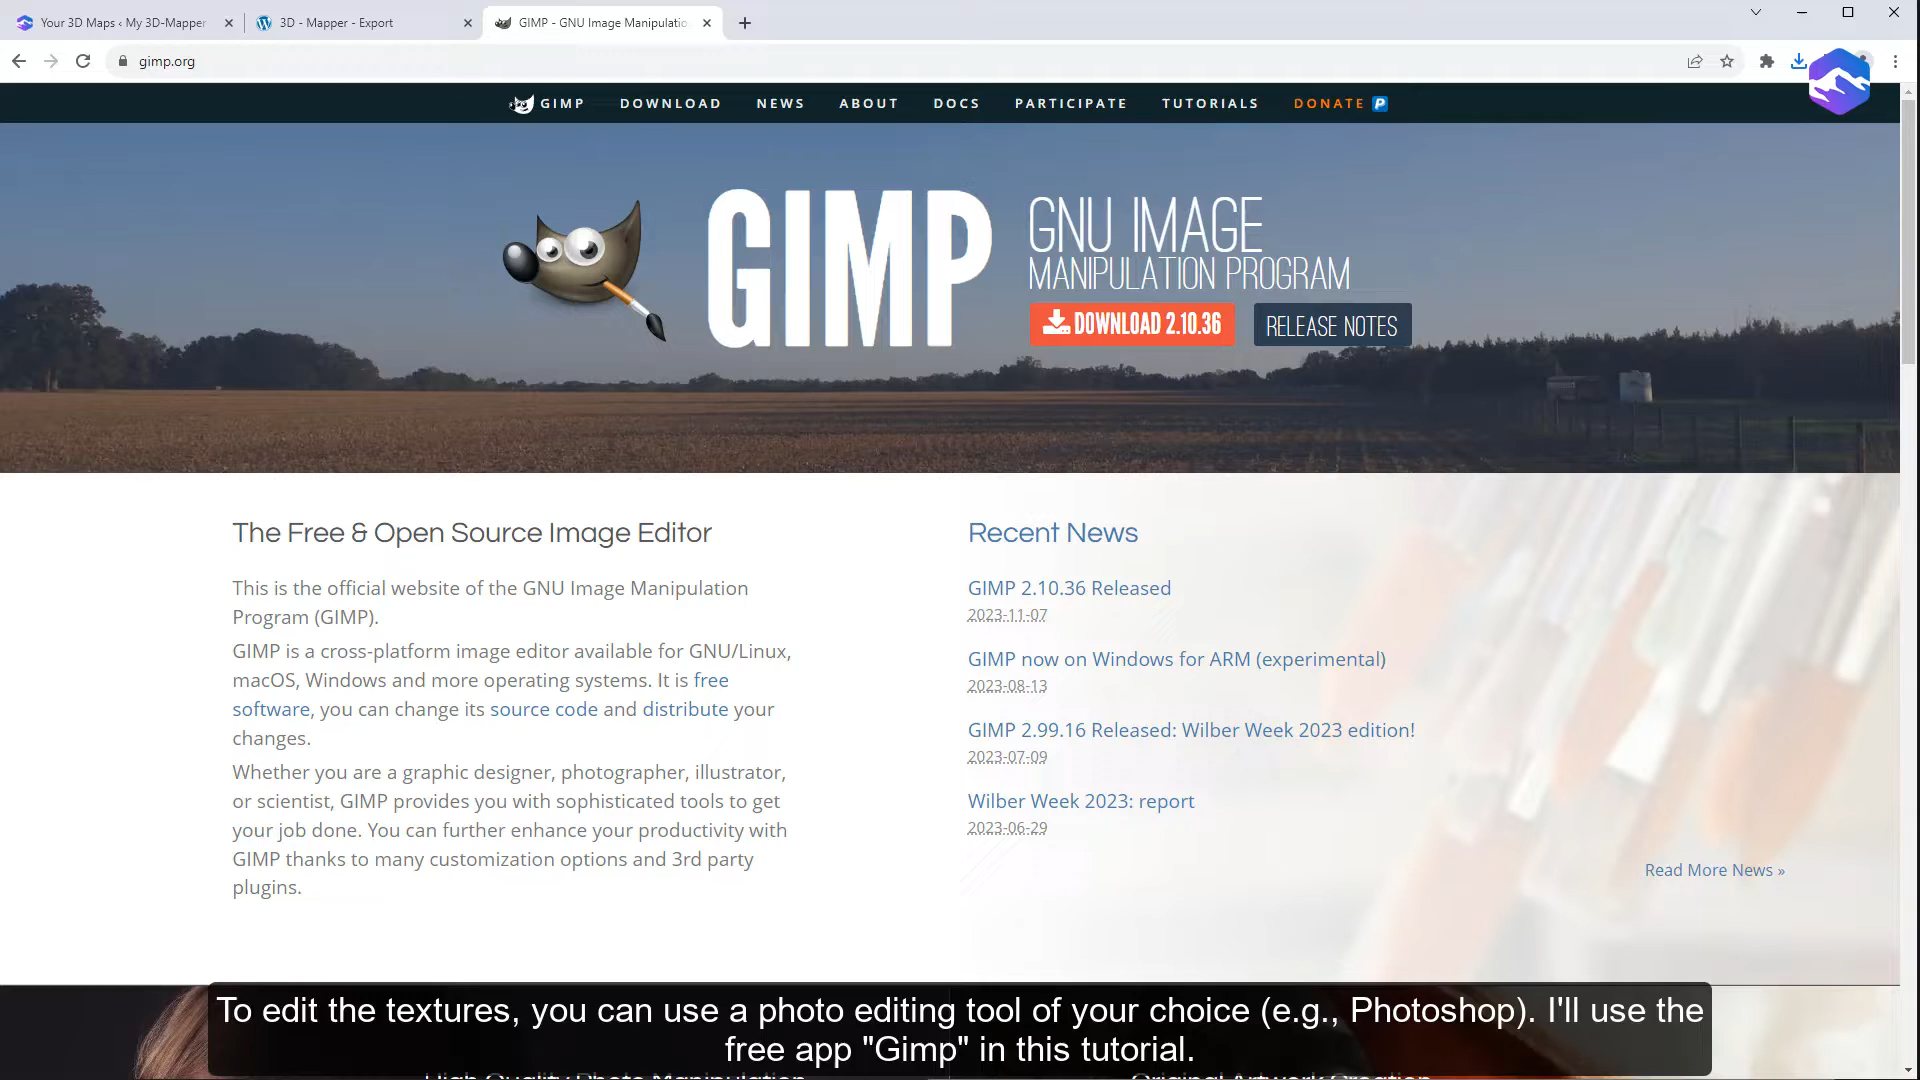 Your 3D Maps ‹ My 3D-Mapper
3D - Mapper - Export
GIMP - GNU Image Manipulatio
gimp.org
GIMP
DOWNLOAD
NEWS
ABOUT
DOCS
PARTICIPATE
TUTORIALS
DONATE
GIMP
GNU IMAGE
MANIPULATION PROGRAM
DOWNLOAD 2.10.36
RELEASE NOTES
The Free & Open Source Image Editor
This is the official website of the GNU Image Manipulation
Program (GIMP).
GIMP is a cross-platform image editor available for GNU/Linux,
macOS, Windows and more operating systems. It is free
software, you can change its source code and distribute your
changes.
Whether you are a graphic designer, photographer, illustrator,
or scientist, GIMP provides you with sophisticated tools to get
your job done. You can further enhance your productivity with
GIMP thanks to many customization options and 3rd party
plugins.
Recent News
GIMP 2.10.36 Released
2023-11-07
GIMP now on Windows for ARM (experimental)
2023-08-13
GIMP 2.99.16 Released: Wilber Week 2023 edition!
2023-07-09
Wilber Week 2023: report
2023-06-29
Read More News »
To edit the textures, you can use a photo editing tool of your choice (e.g., Photoshop). I'll use the
free app "Gimp" in this tutorial.
High Quality Photo Manipulation
Original Artwork Creation